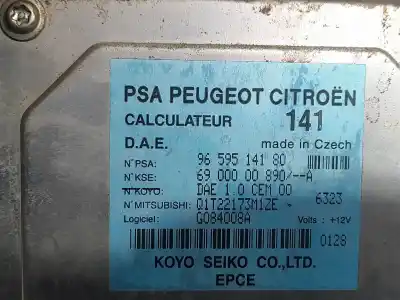 PSA PEUGEOT CITROËN
CALCULATEUR 141
D.A.E. made in Czech
N°PSA: 96 595 141 80
N°KSE: 69 000 00 890/--A
N°KOYO: DAE 1.0 CEM 00
N°MITSUBISHI: Q1T22173M1ZE - 6323
Logiciel: G084008A Volts : +12V
0128
KOYO SEIKO CO.,LTD.
EPCE